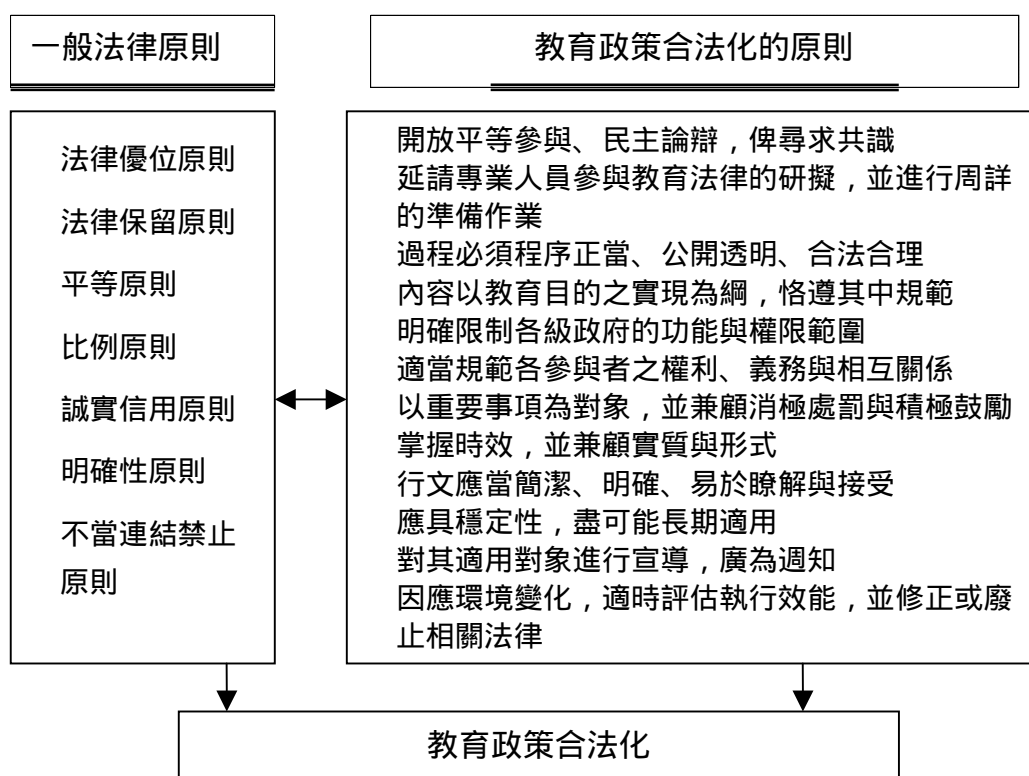 一般法律原則
教育政策合法化的原則
法律優位原則
法律保留原則
平等原則
比例原則
誠實信用原則
明確性原則
不當連結禁止
原則
開放平等參與、民主論辯，俾尋求共識
延請專業人員參與教育法律的研擬，並進行周詳
的準備作業
過程必須程序正當、公開透明、合法合理
內容以教育目的之實現為綱，恪遵其中規範
明確限制各級政府的功能與權限範圍
適當規範各參與者之權利、義務與相互關係
以重要事項為對象，並兼顧消極處罰與積極鼓勵
掌握時效，並兼顧實質與形式
行文應當簡潔、明確、易於瞭解與接受
應具穩定性，盡可能長期適用
對其適用對象進行宣導，廣為週知
因應環境變化，適時評估執行效能，並修正或廢
止相關法律
教育政策合法化